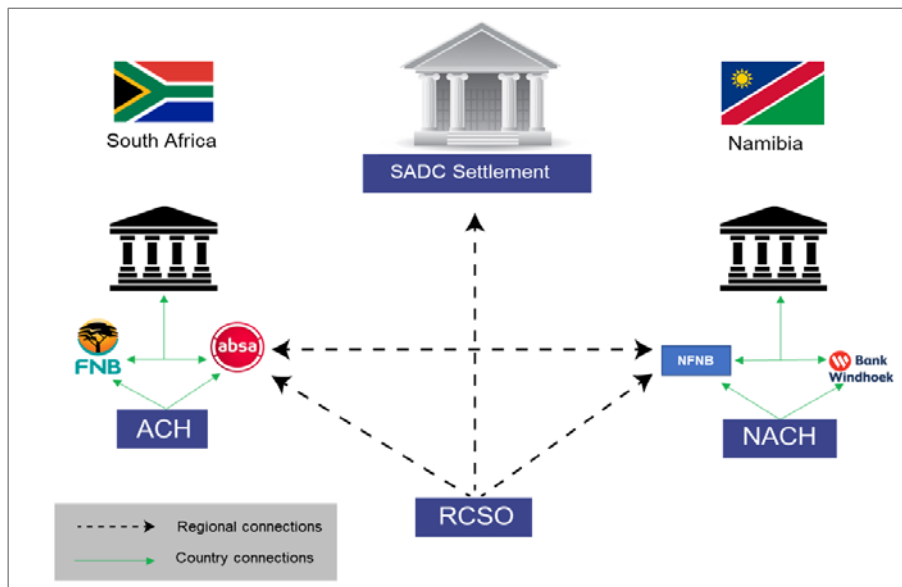 South Africa
SADC Settlement
Namibia
FNB
absa
NFNB
Bank
Windhoek
ACH
NACH
RCSO
Regional connections
Country connections